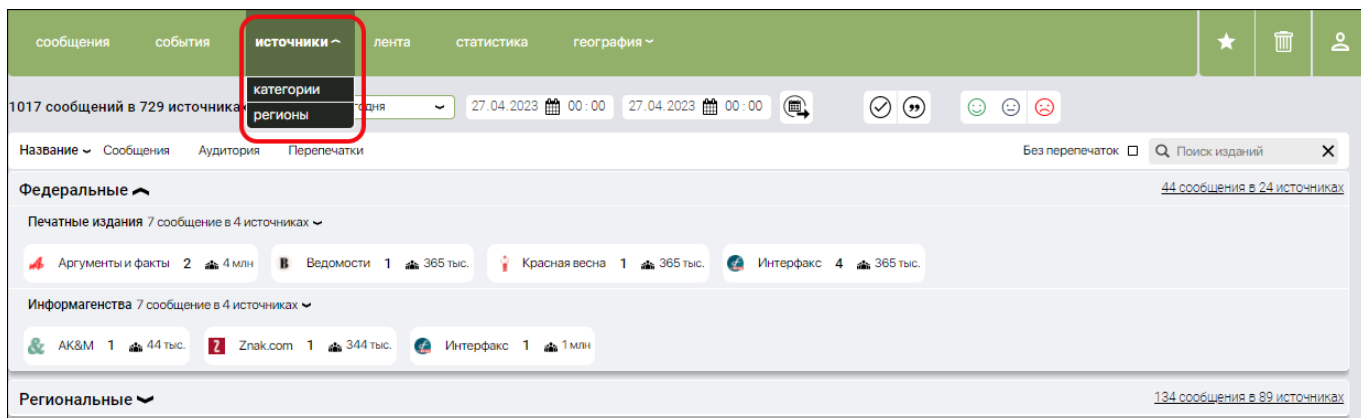 сообщения события источники лента статистика география
категории
регионы
1017 сообщений в 729 источника 27.04.2023 00:00 27.04.2023 00:00
Название Сообщения Аудитория Перепечатки Без перепечаток Поиск изданий
Федеральные 44 сообщения в 24 источниках
Печатные издания 7 сообщение в 4 источниках
Аргументы и факты 2 4 млн В Ведомости 1 365 тыс. Красная весна 1 365 тыс. Интерфакс 4 365 тыс.
Информагенства 7 сообщение в 4 источниках
& AK&M 1 44 тыс. Z Znak.com 1 344 тыс. Интерфакс 1 1 млн
Региональные 134 сообщения в 89 источниках